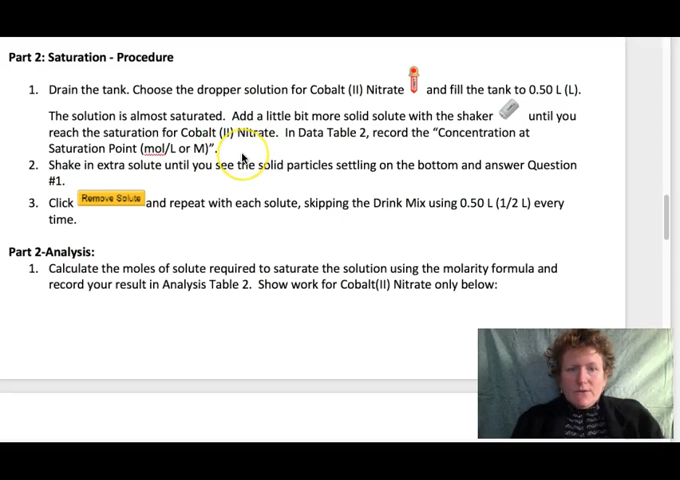 Part 2: Saturation - Procedure
1. Drain the tank. Choose the dropper solution for Cobalt (II) Nitrate and fill the tank to 0.50 L (L).
The solution is almost saturated. Add a little bit more solid solute with the shaker until you
reach the saturation for Cobalt (II) Nitrate. In Data Table 2, record the “Concentration at
Saturation Point (mol/L or M)”.
2. Shake in extra solute until you see the solid particles settling on the bottom and answer Question
#1.
3. Click Remove Solute and repeat with each solute, skipping the Drink Mix using 0.50 L (1/2 L) every
time.
Part 2-Analysis:
1. Calculate the moles of solute required to saturate the solution using the molarity formula and
record your result in Analysis Table 2. Show work for Cobalt(II) Nitrate only below: